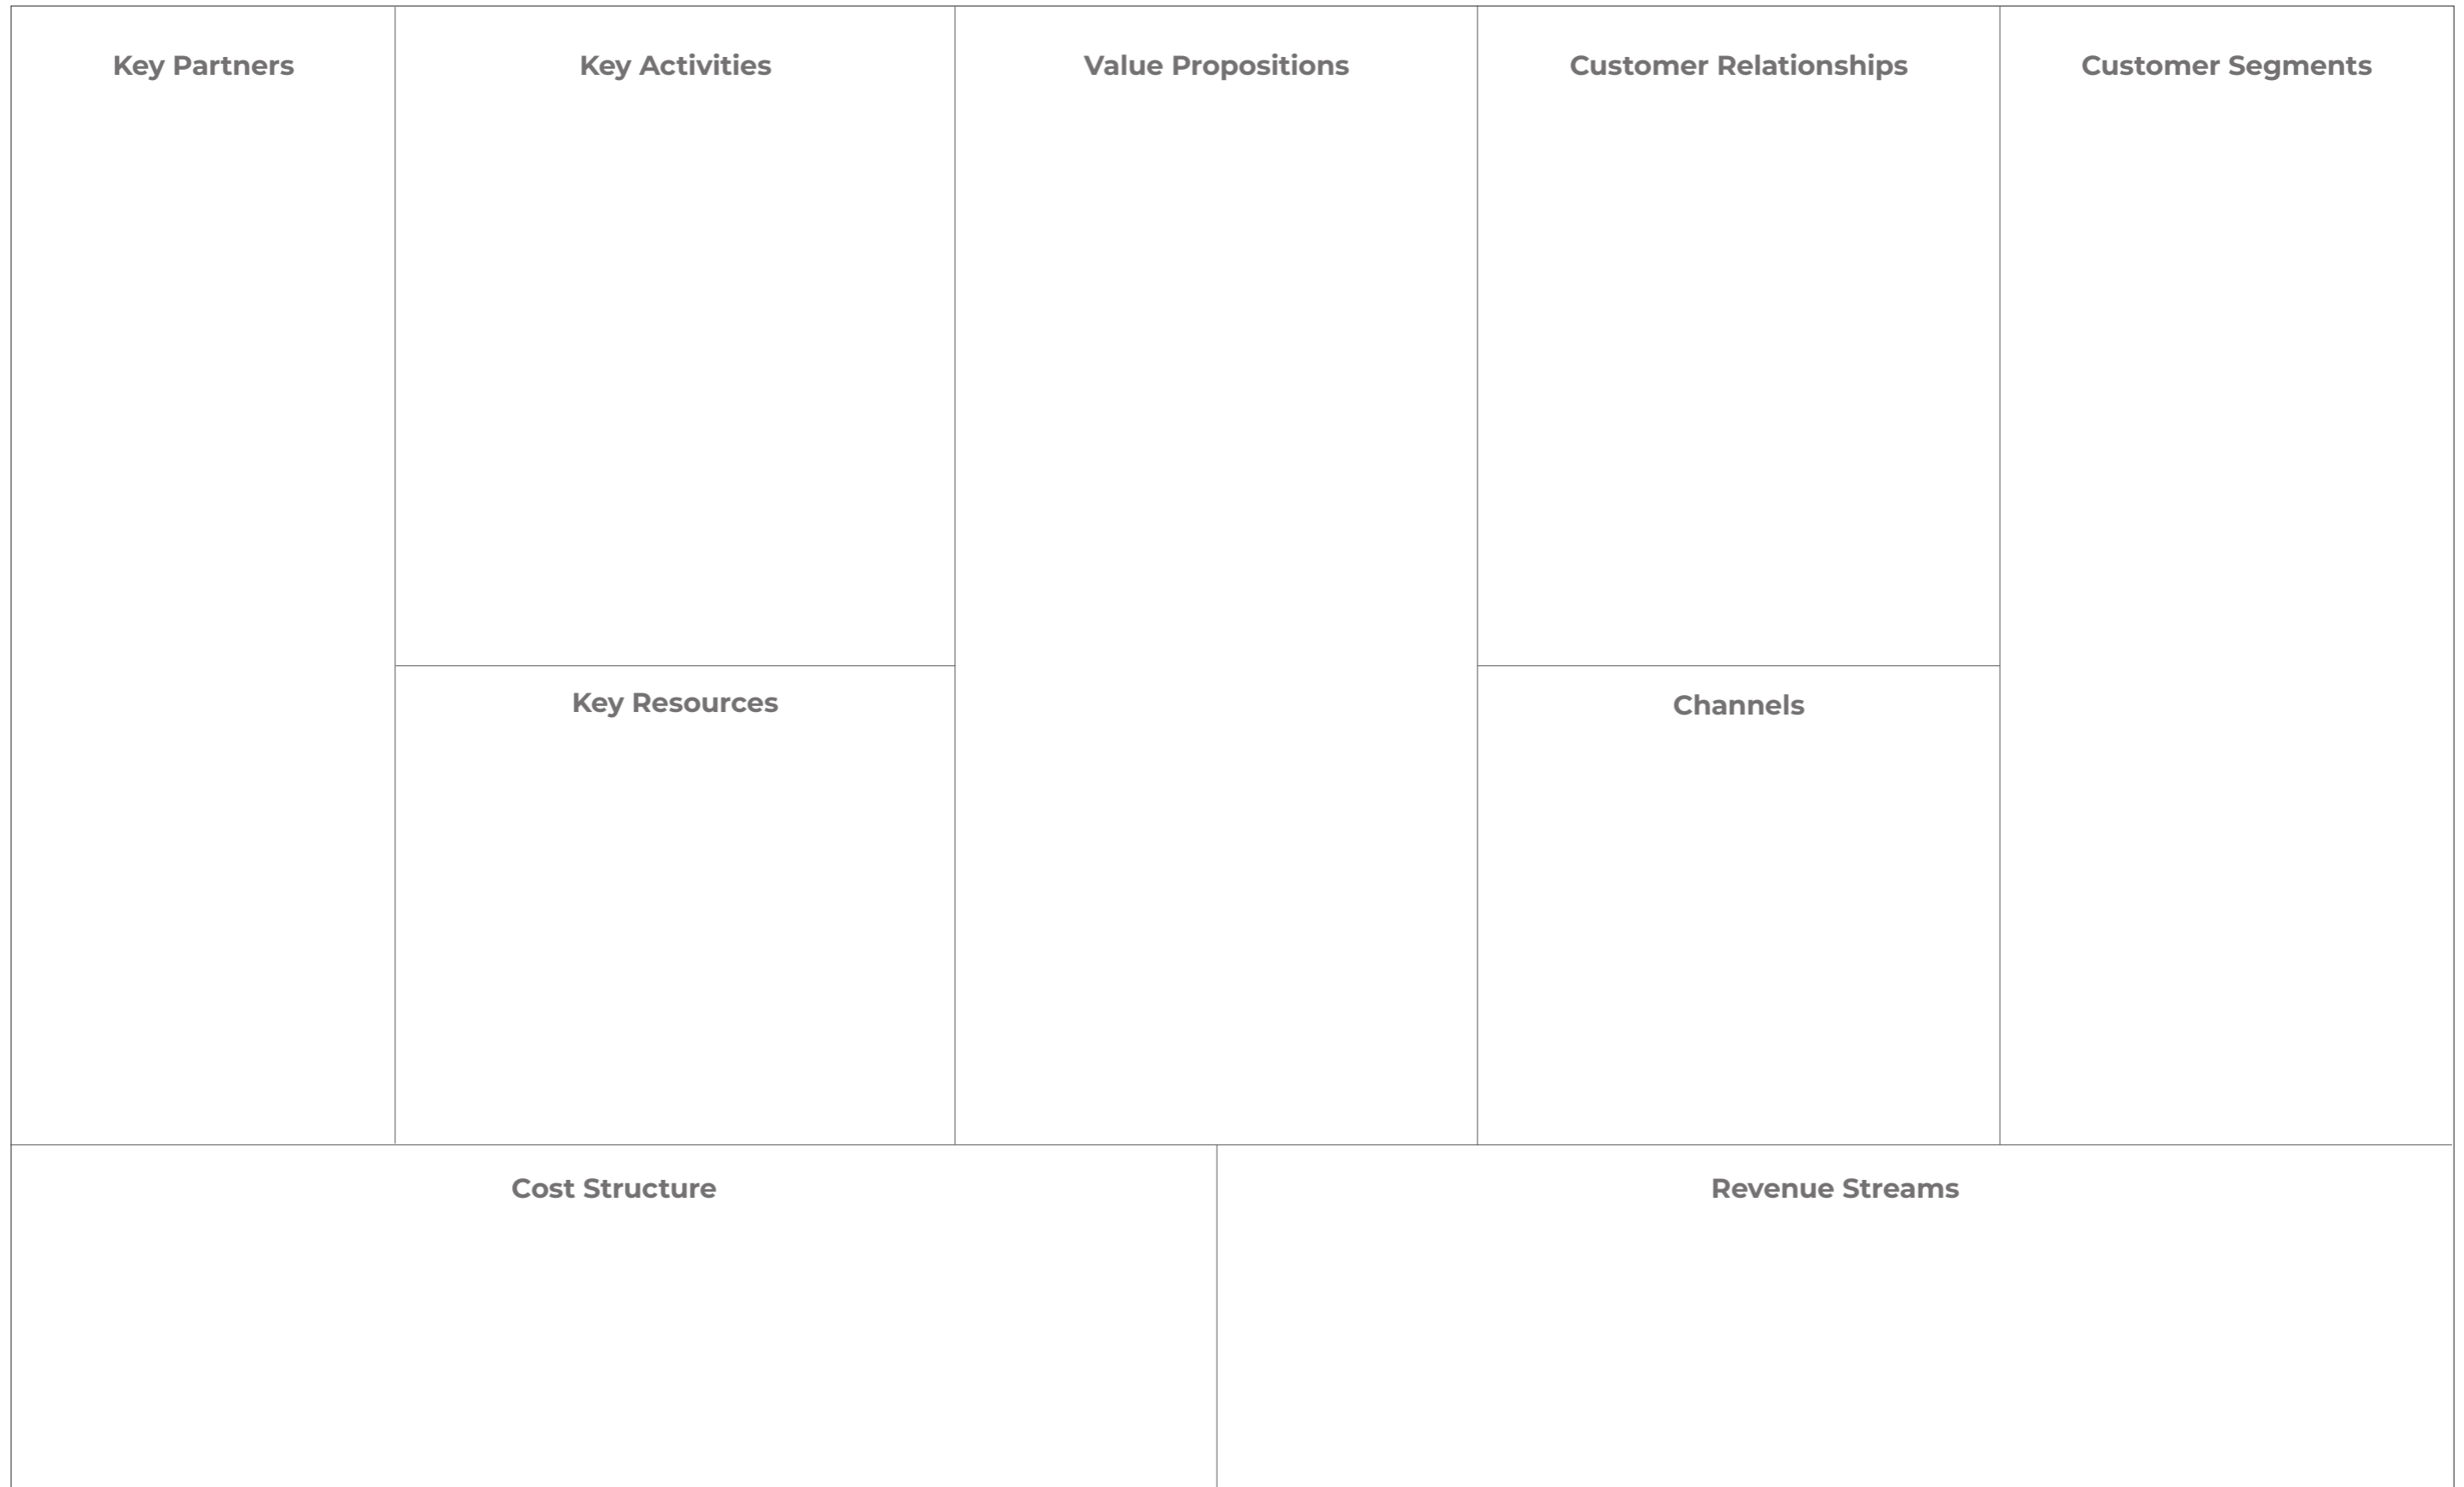 Key Partners
Key Activities
Value Propositions
Customer Relationships
Customer Segments
Key Resources
Channels
Cost Structure
Revenue Streams